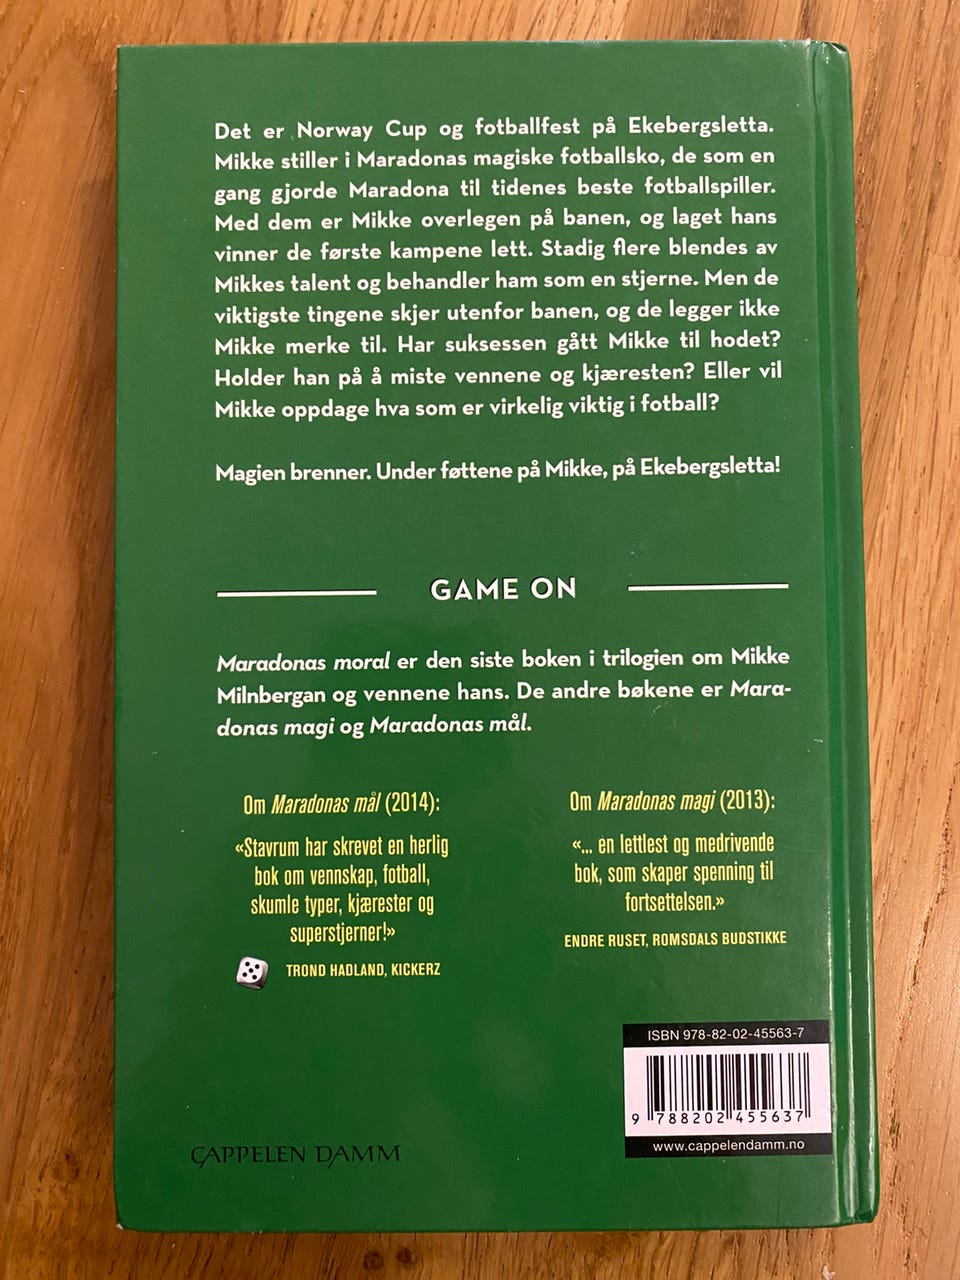 Det er Norway Cup og fotballfest på Ekebergsletta.
Mikke stiller i Maradonas magiske fotballsko, de som en
gang gjorde Maradona til tidenes beste fotballspiller.
Med dem er Mikke overlegen på banen, og laget hans
vinner de første kampene lett. Stadig flere blendes av
Mikkes talent og behandler ham som en stjerne. Men de
viktigste tingene skjer utenfor banen, og de legger ikke
Mikke merke til. Har suksessen gått Mikke til hodet?
Holder han på å miste vennene og kjæresten? Eller vil
Mikke oppdage hva som er virkelig viktig i fotball?
Magien brenner. Under føttene på Mikke, på Ekebergsletta!
GAME ON
Maradonas moral er den siste boken i trilogien om Mikke
Milnbergan og vennene hans. De andre bøkene er Mara-
donas magi og Maradonas mål.
Om Maradonas mål (2014):
«Stavrum har skrevet en herlig
bok om vennskap, fotball,
skumle typer, kjærester og
superstjerner!»
TROND HADLAND, KICKERZ
Om Maradonas magi (2013):
«... en lettlest og medrivende
bok, som skaper spenning til
fortsettelsen.»
ENDRE RUSET, ROMSDALS BUDSTIKKE
ISBN 978-82-02-45563-7
9 788202 455637
www.cappelendamm.no
CAPPELEN DAMM